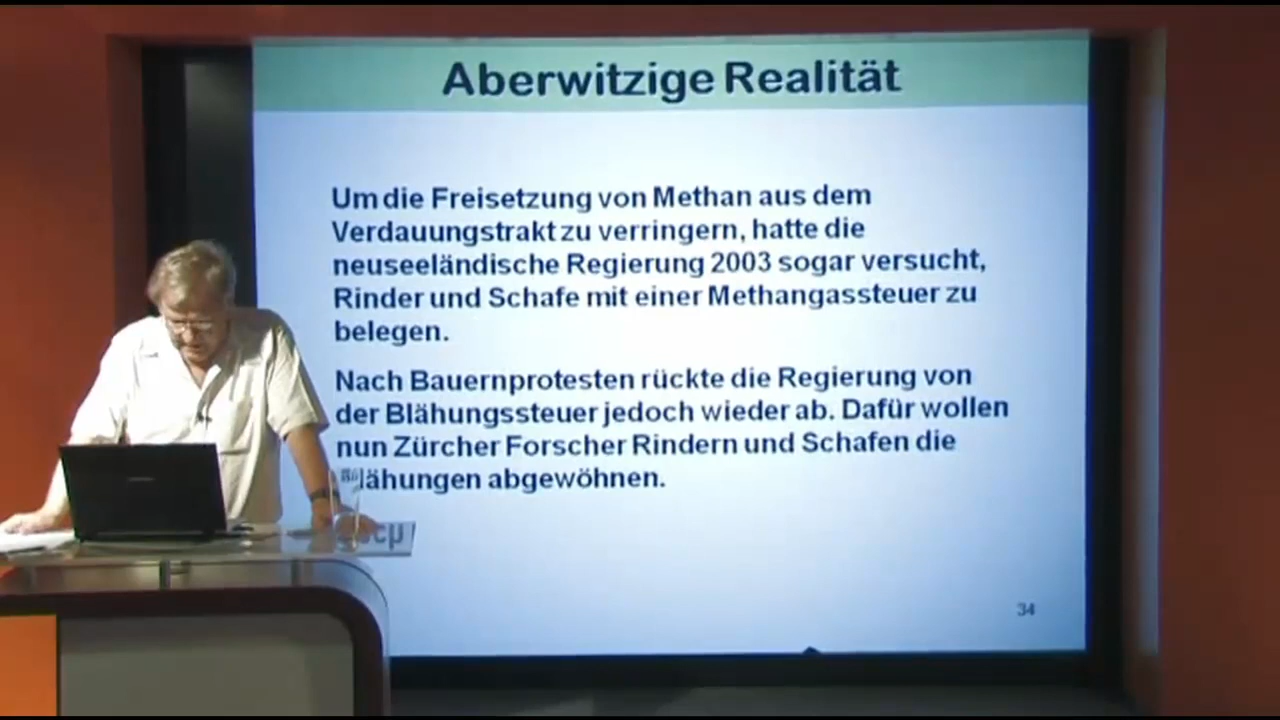 Aberwitzige Realität
Um die Freisetzung von Methan aus dem
Verdauungstrakt zu verringern, hatte die
neuseeländische Regierung 2003 sogar versucht,
Rinder und Schafe mit einer Methangassteuer zu
belegen.
Nach Bauernprotesten rückte die Regierung von
der Blähungssteuer jedoch wieder ab. Dafür wollen
nun Zürcher Forscher Rindern und Schafen die
Blähungen abgewöhnen.
34